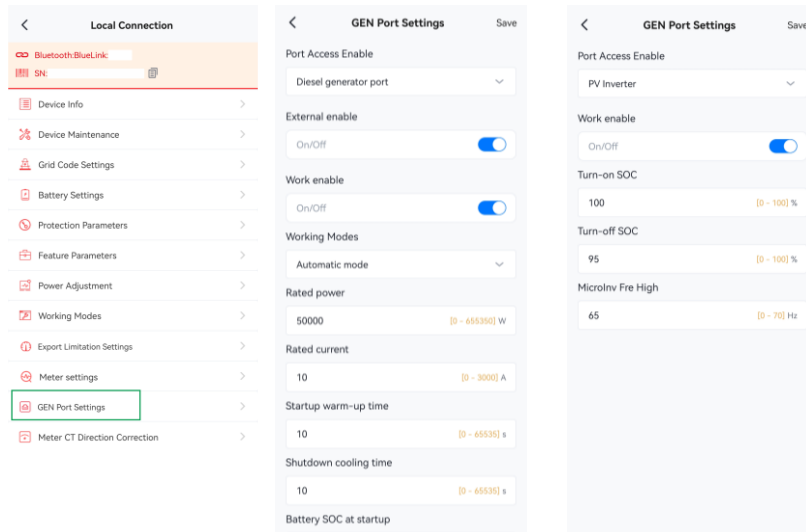 Local Connection
Bluetooth:BlueLink:
SN:
Device Info
Device Maintenance
Grid Code Settings
Battery Settings
Protection Parameters
Feature Parameters
Power Adjustment
Working Modes
Export Limitation Settings
Meter settings
GEN Port Settings
Meter CT Direction Correction
GEN Port Settings Save
Port Access Enable
Diesel generator port
External enable
On/Off
Work enable
On/Off
Working Modes
Automatic mode
Rated power
50000 [0 - 655350] W
Rated current
10 [0 - 3000] A
Startup warm-up time
10 [0 - 65535] s
Shutdown cooling time
10 [0 - 65535] s
Battery SOC at startup
GEN Port Settings Save
Port Access Enable
PV Inverter
Work enable
On/Off
Turn-on SOC
100 [0 - 100] %
Turn-off SOC
95 [0 - 100] %
MicroInv Fre High
65 [0 - 70] Hz